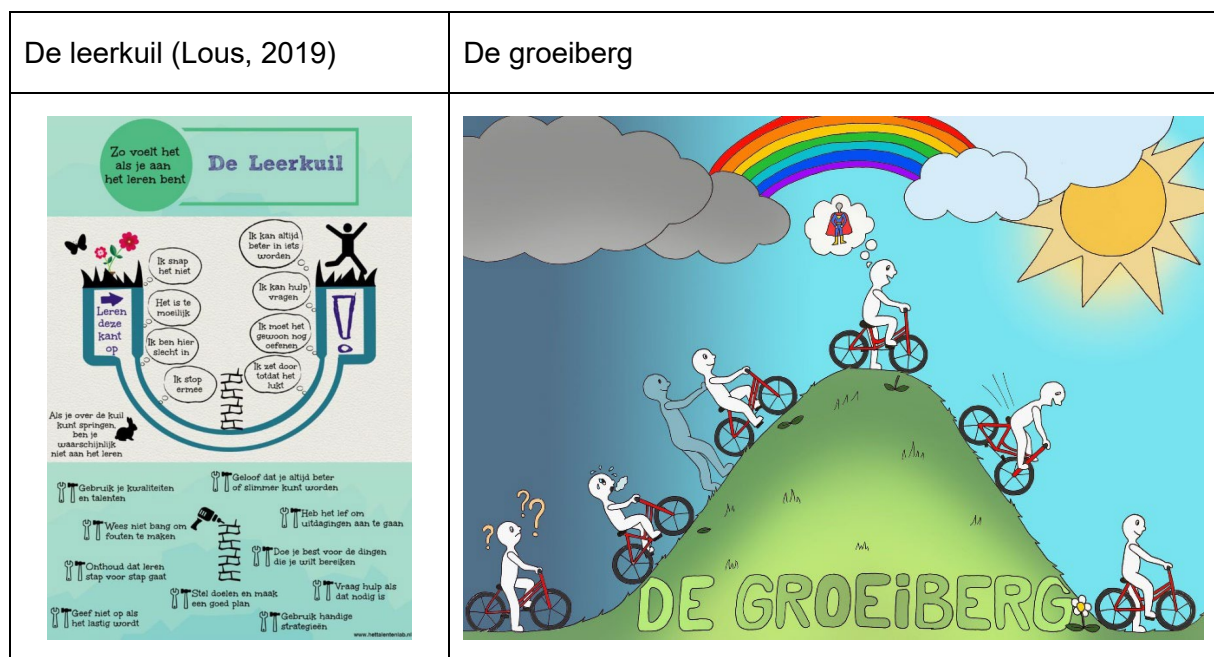 De leerkuil (Lous, 2019)
De groeiberg
Zo voelt het
als je aan
het leren bent
De Leerkuil
Ik snap
het niet
Het is te
moeilijk
Ik ben hier
slecht in
Ik stop
ermee
Ik kan altijd
beter in iets
worden
Ik kan hulp
vragen
Ik moet het
gewoon nog
oefenen
Ik zet door
totdat het
lukt
Leren
deze
kant
op
!
Als je over de kuil
kunt springen,
ben je
waarschijnlijk
niet aan het leren
Gebruik je kwaliteiten
en talenten
Geloof dat je altijd beter
of slimmer kunt worden
Wees niet bang om
fouten te maken
Heb het lef om
uitdagingen aan te gaan
Onthoud dat leren
stap voor stap gaat
Doe je best voor de dingen
die je wilt bereiken
Stel doelen en maak
een goed plan
Vraag hulp als
dat nodig is
Geef niet op als
het lastig wordt
Gebruik handige
strategieën
www.hettalentenlab.nl
? ? ?
DE GROEiBERG